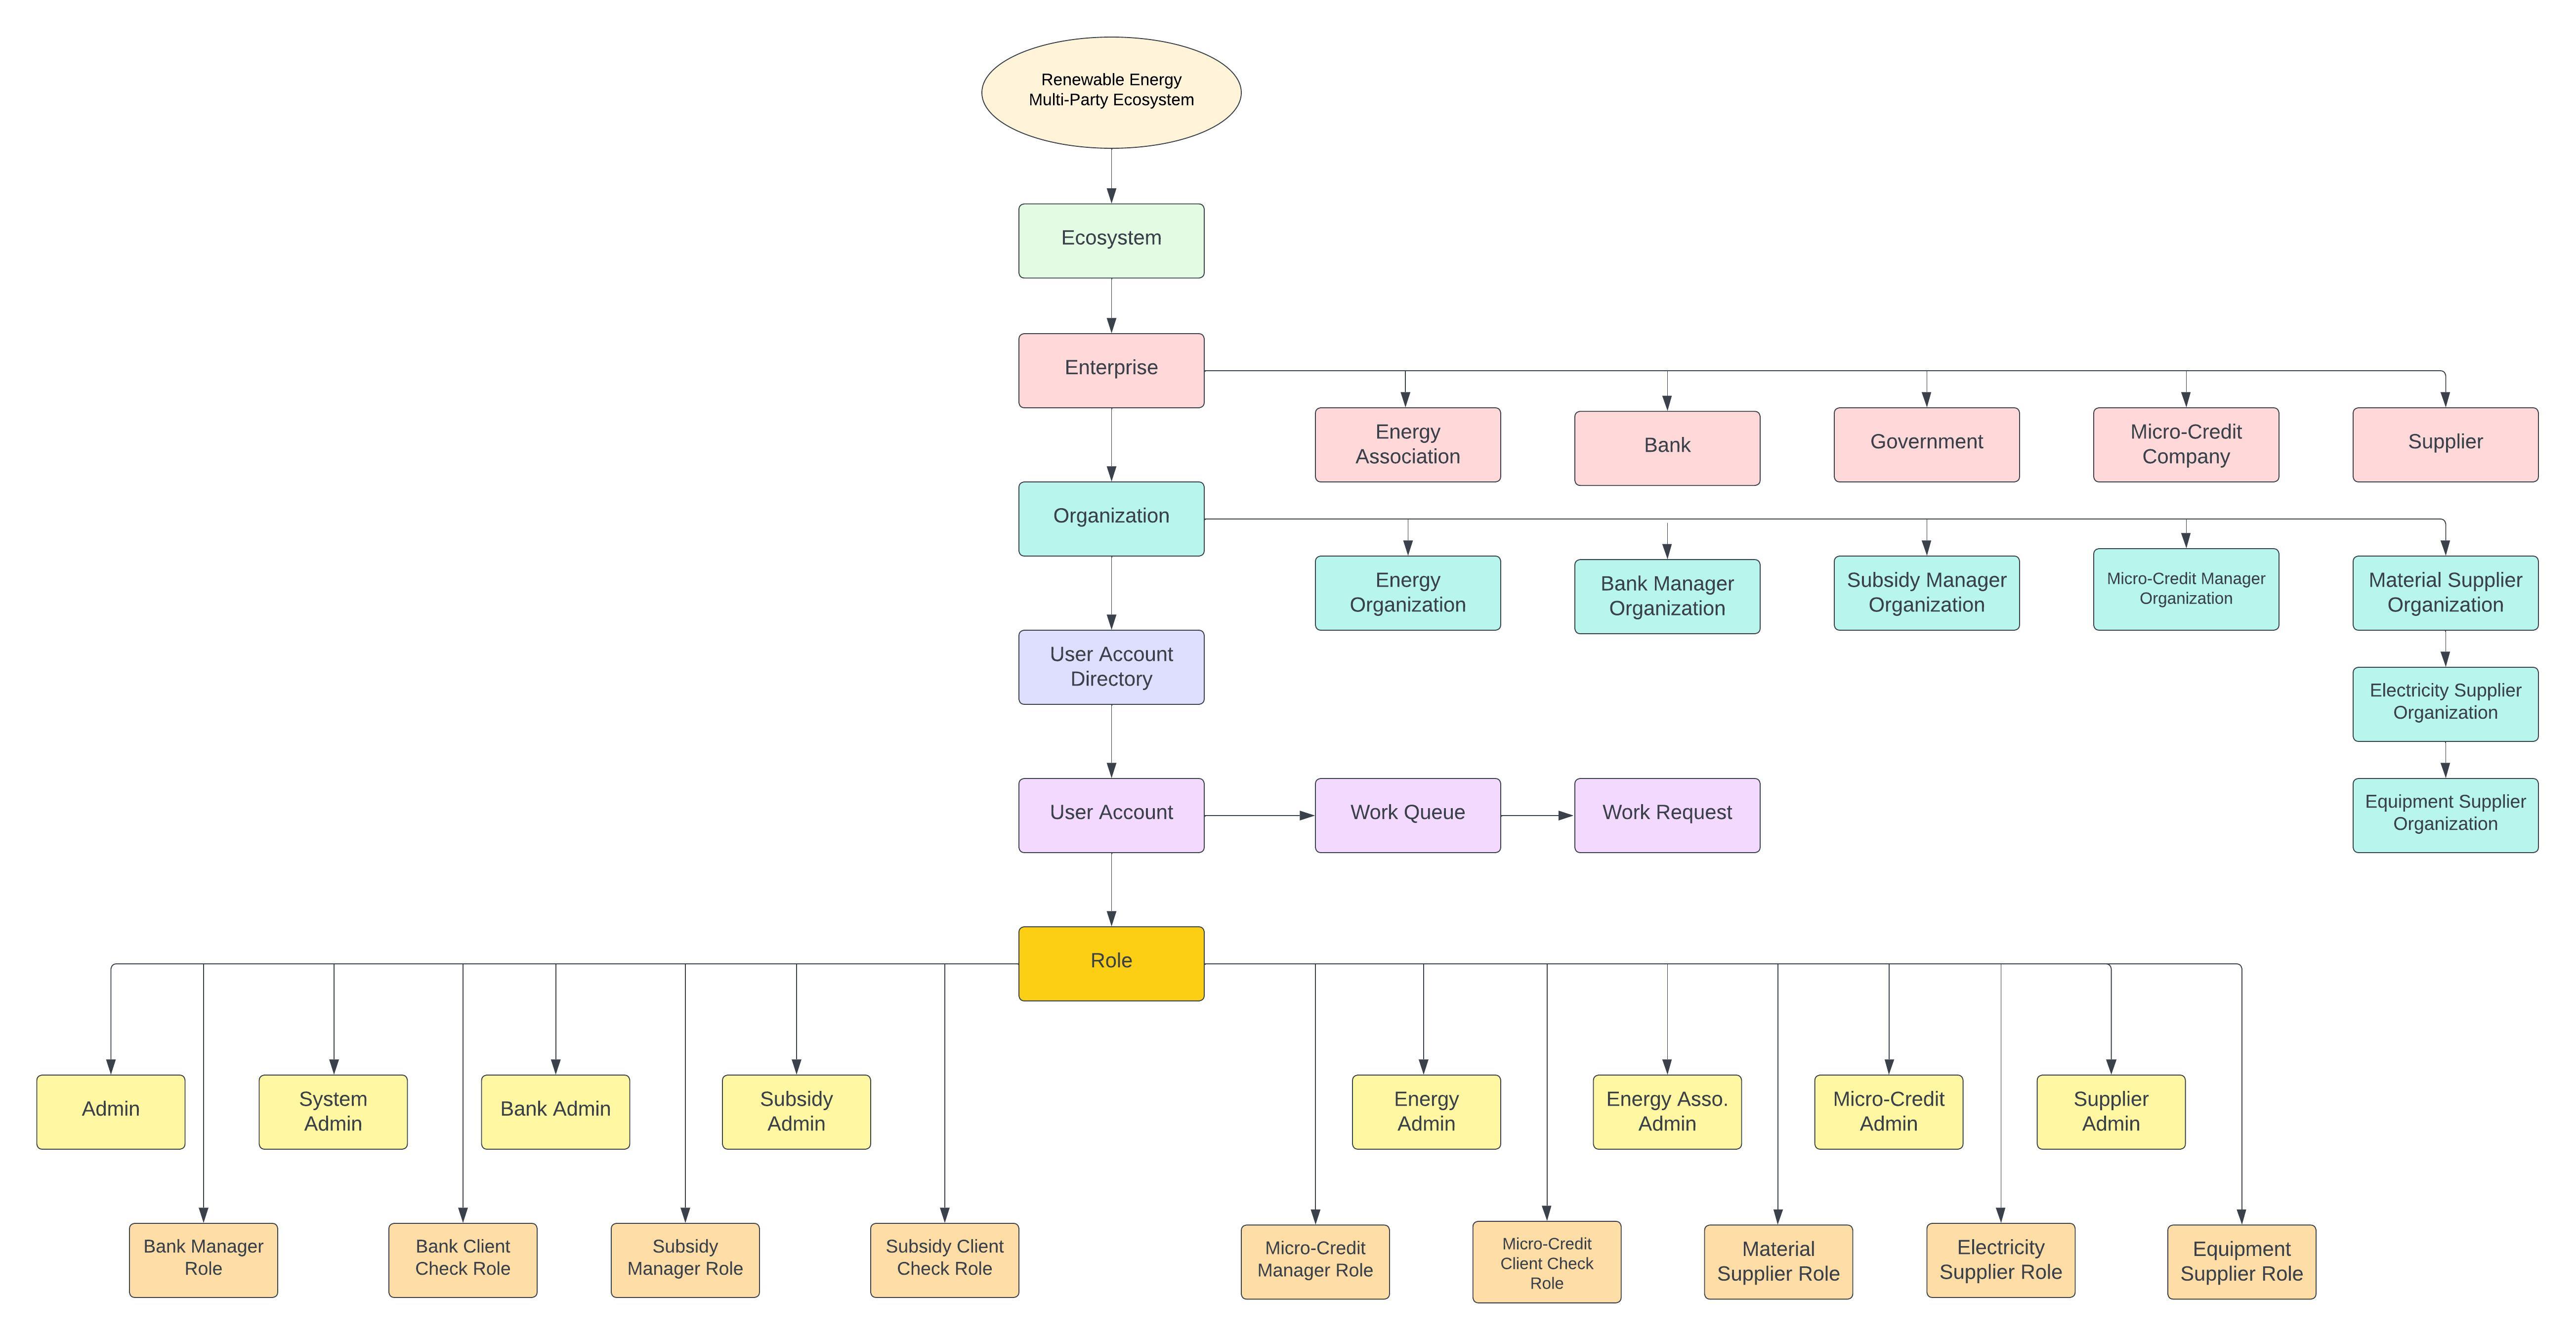 Renewable Energy
Multi-Party Ecosystem
Ecosystem
Enterprise
Energy
Association
Bank
Government
Micro-Credit
Company
Supplier
Organization
Energy
Organization
Bank Manager
Organization
Subsidy Manager
Organization
Micro-Credit Manager
Organization
Material Supplier
Organization
User Account
Directory
Electricity Supplier
Organization
User Account
Work Queue
Work Request
Equipment Supplier
Organization
Role
Admin
System
Admin
Bank Admin
Subsidy
Admin
Energy
Admin
Energy Asso.
Admin
Micro-Credit
Admin
Supplier
Admin
Bank Manager
Role
Bank Client
Check Role
Subsidy
Manager Role
Subsidy Client
Check Role
Micro-Credit
Manager Role
Micro-Credit
Client Check
Role
Material
Supplier Role
Electricity
Supplier Role
Equipment
Supplier Role